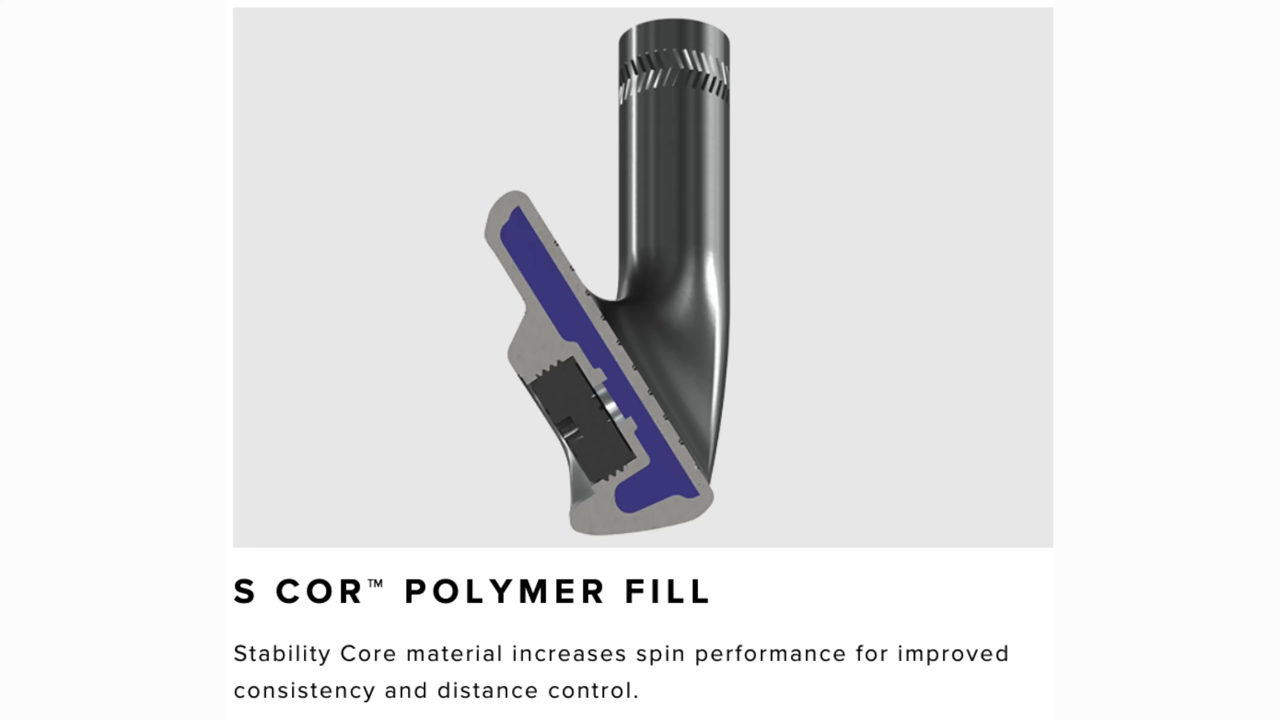 S COR™ POLYMER FILL
Stability Core material increases spin performance for improved
consistency and distance control.